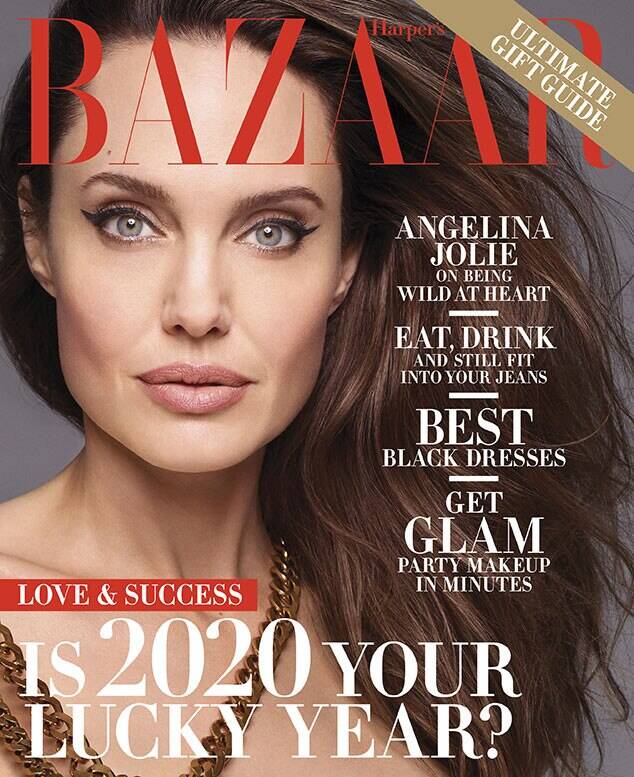 Harper's
BAZAAR
ULTIMATE
GIFT GUIDE
ANGELINA
JOLIE
ON BEING
WILD AT HEART
EAT, DRINK
AND STILL FIT
INTO YOUR JEANS
BEST
BLACK DRESSES
GET
GLAM
PARTY MAKEUP
IN MINUTES
LOVE & SUCCESS
IS 2020 YOUR
LUCKY YEAR?